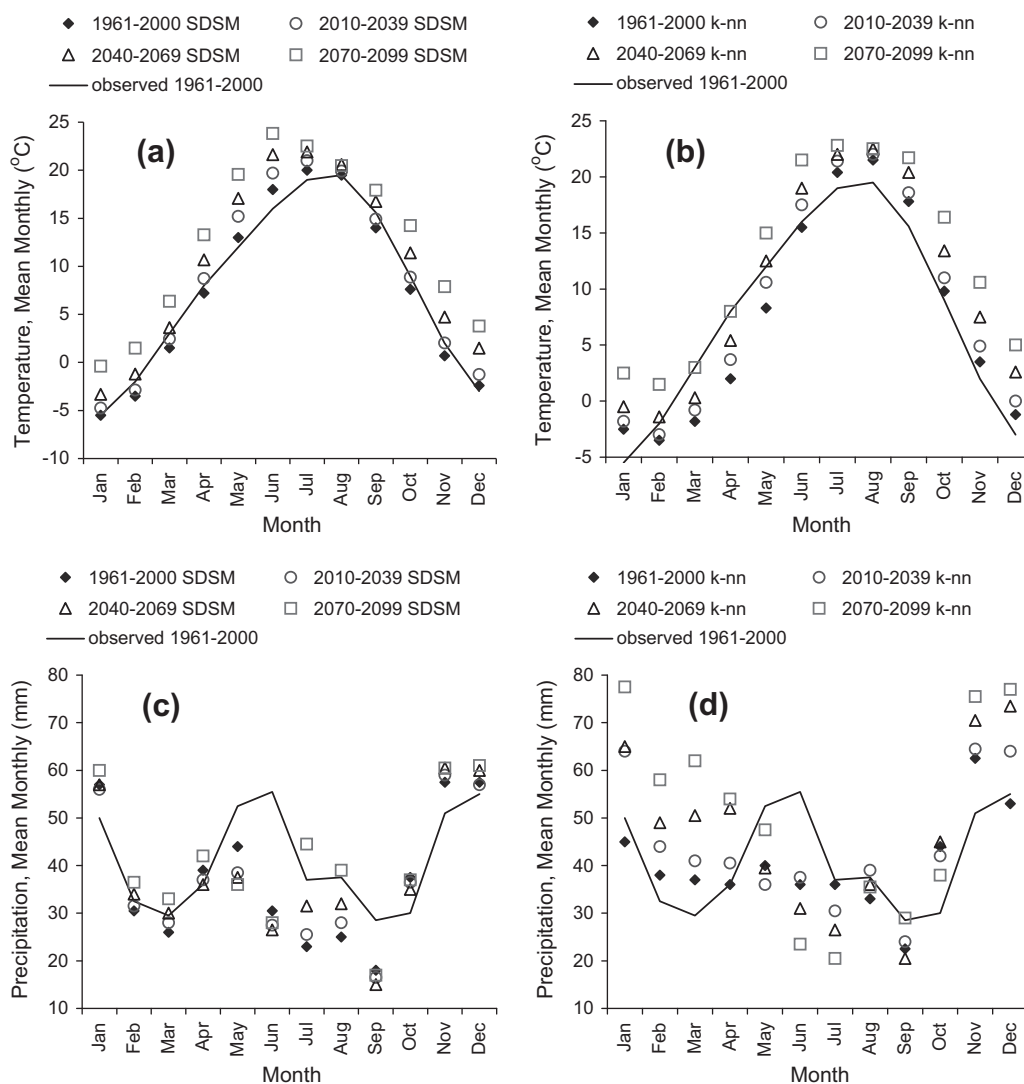 1961-2000 SDSM 2010-2039 SDSM
2040-2069 SDSM 2070-2099 SDSM
observed 1961-2000
(a)
Temperature, Mean Monthly (°C)
25
20
15
10
5
0
-5
-10
Jan Feb Mar Apr May Jun Jul Aug Sep Oct Nov Dec
Month
1961-2000 k-nn 2010-2039 k-nn
2040-2069 k-nn 2070-2099 k-nn
observed 1961-2000
(b)
Temperature, Mean Monthly (°C)
25
20
15
10
5
0
-5
Jan Feb Mar Apr May Jun Jul Aug Sep Oct Nov Dec
Month
1961-2000 SDSM 2010-2039 SDSM
2040-2069 SDSM 2070-2099 SDSM
observed 1961-2000
(c)
Precipitation, Mean Monthly (mm)
80
70
60
50
40
30
20
10
Jan Feb Mar Apr May Jun Jul Aug Sep Oct Nov Dec
Month
1961-2000 k-nn 2010-2039 k-nn
2040-2069 k-nn 2070-2099 k-nn
observed 1961-2000
(d)
Precipitation, Mean Monthly (mm)
80
70
60
50
40
30
20
10
Jan Feb Mar Apr May Jun Jul Aug Sep Oct Nov Dec
Month